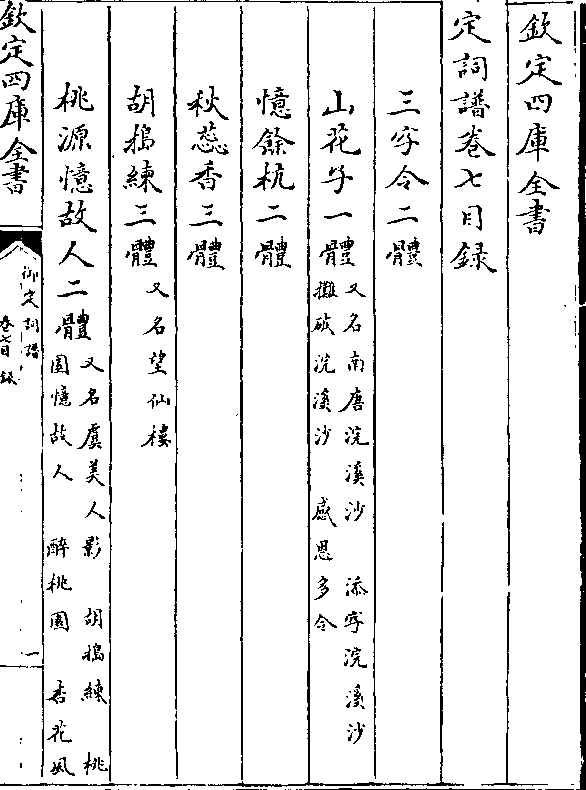 欽定四庫全書
定詞譜卷七目録
三字令二體
山花子一體 又名南唐浣溪沙 添字浣溪沙
攤破浣溪沙 感恩多令
憶餘杭二體
秋蕊香三體
胡搗練三體 又名望仙樓
桃源憶故人二體 又名虞美人影 胡搗練 桃
園憶故人 醉桃園 杏花風
欽定四庫全書
御定詞譜
卷七目録
一